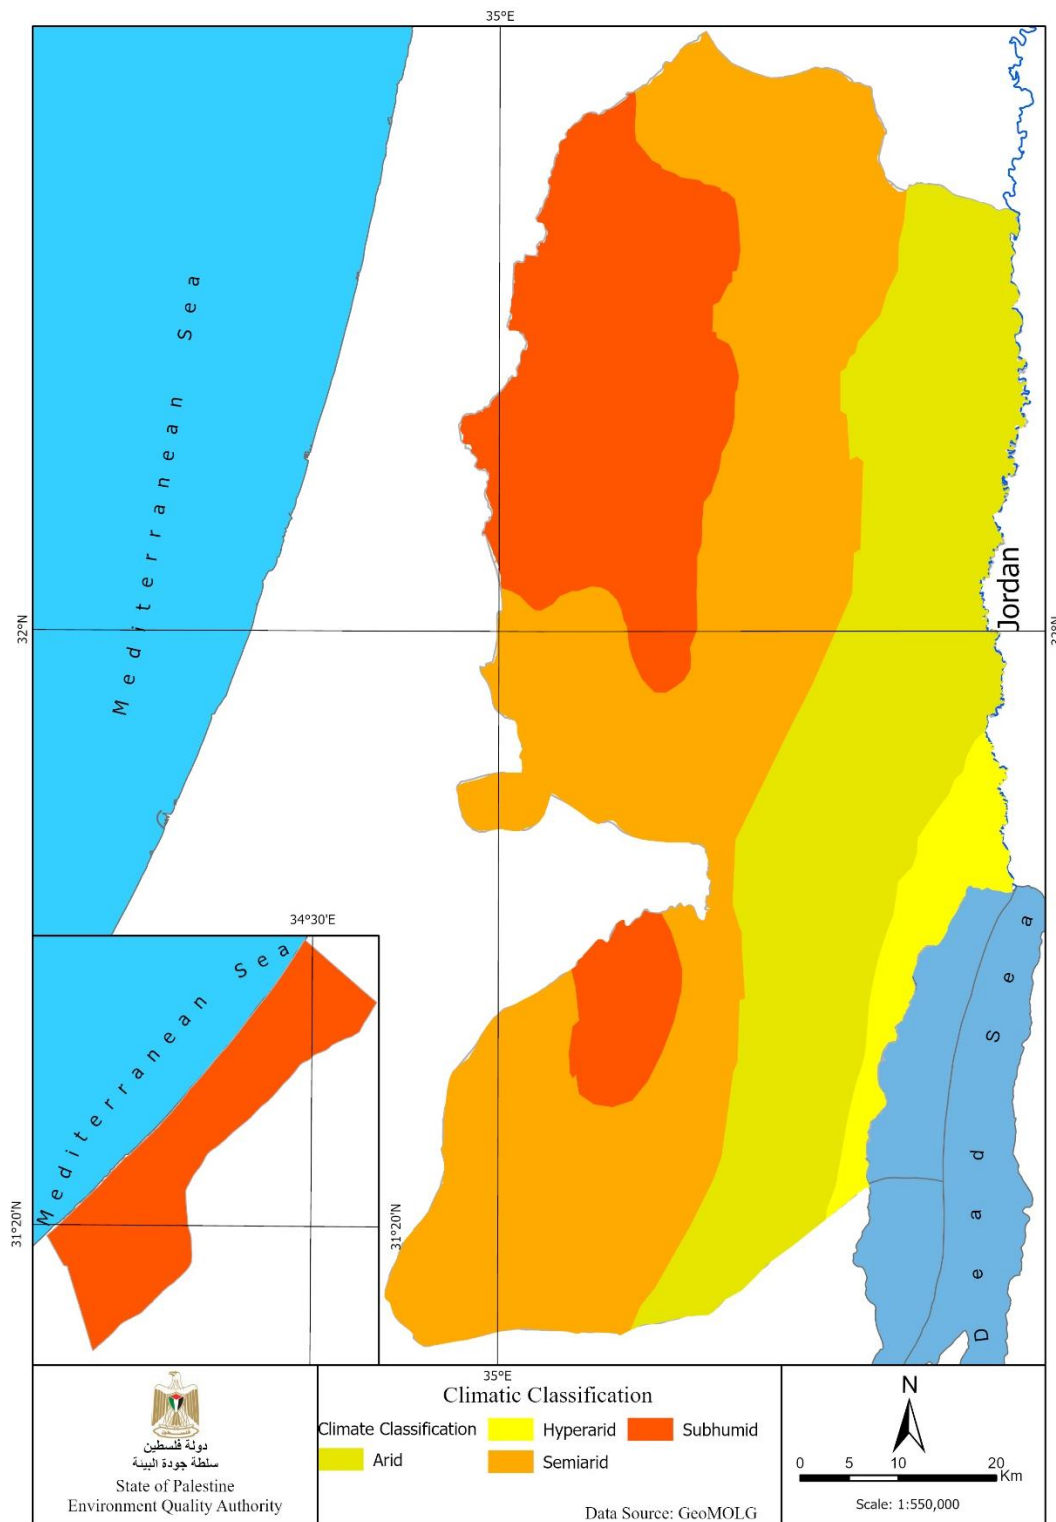 35°E
Mediterranean Sea
32°N
32°N
Jordan
34°30'E
Mediterranean Sea
31°20'N
31°20'N
Dead Sea
35°E
دولة فلسطين
سلطة جودة البيئة
State of Palestine
Environment Quality Authority
Climatic Classification
Climate Classification
Hyperarid
Subhumid
Arid
Semiarid
Data Source: GeoMOLG
N
0 5 10 20
Km
Scale: 1:550,000